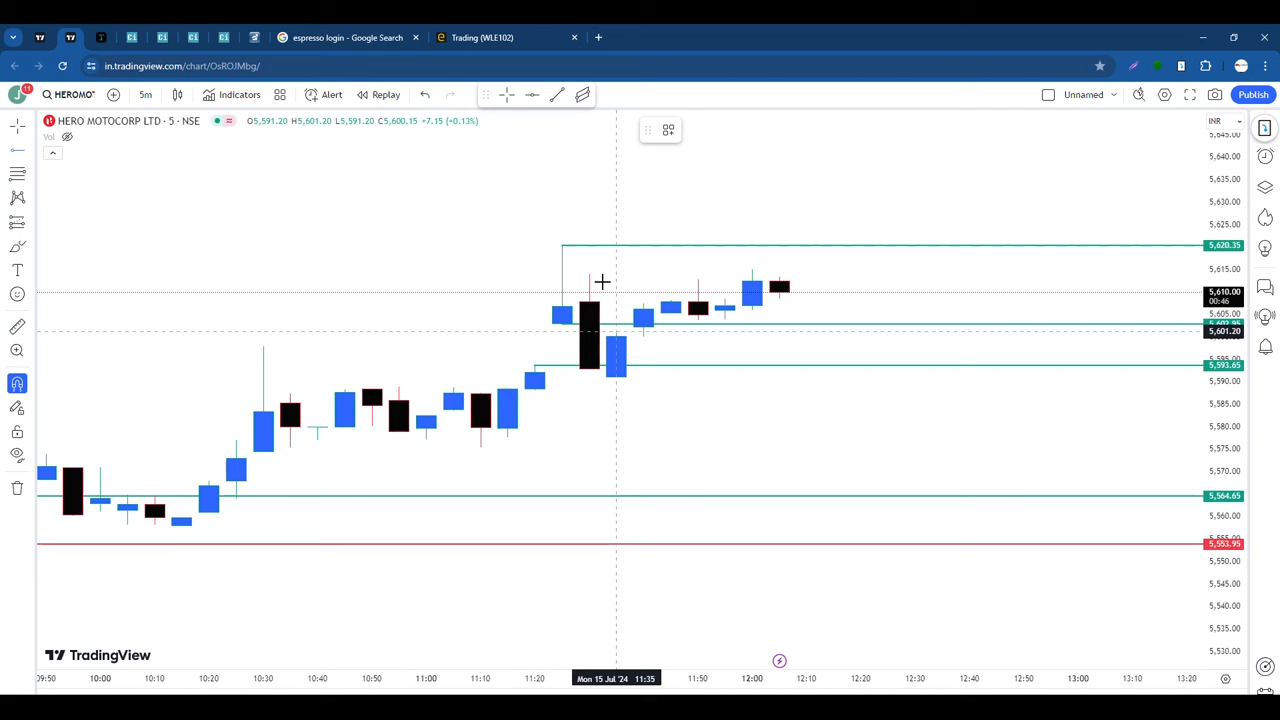 espresso login - Google Search
Trading (WLE102)
in.tradingview.com/chart/OsROJMbg/
J
11
HEROMO
5m
Indicators
Alert
Replay
Unnamed
Publish
HERO MOTOCORP LTD · 5 · NSE
O5,591.20 H5,601.20 L5,591.20 C5,600.15 +7.15 (+0.13%)
Vol
INR
5,645.00
5,640.00
5,635.00
5,630.00
5,625.00
5,620.35
5,615.00
5,610.00
00:46
5,605.00
5,602.95
5,601.20
5,595.00
5,593.65
5,590.00
5,585.00
5,580.00
5,575.00
5,570.00
5,564.65
5,560.00
5,555.00
5,553.95
5,550.00
5,545.00
5,540.00
5,535.00
5,530.00
TradingView
09:50
10:00
10:10
10:20
10:30
10:40
10:50
11:00
11:10
11:20
Mon 15 Jul '24 11:35
11:50
12:00
12:10
12:20
12:30
12:40
12:50
13:00
13:10
13:20